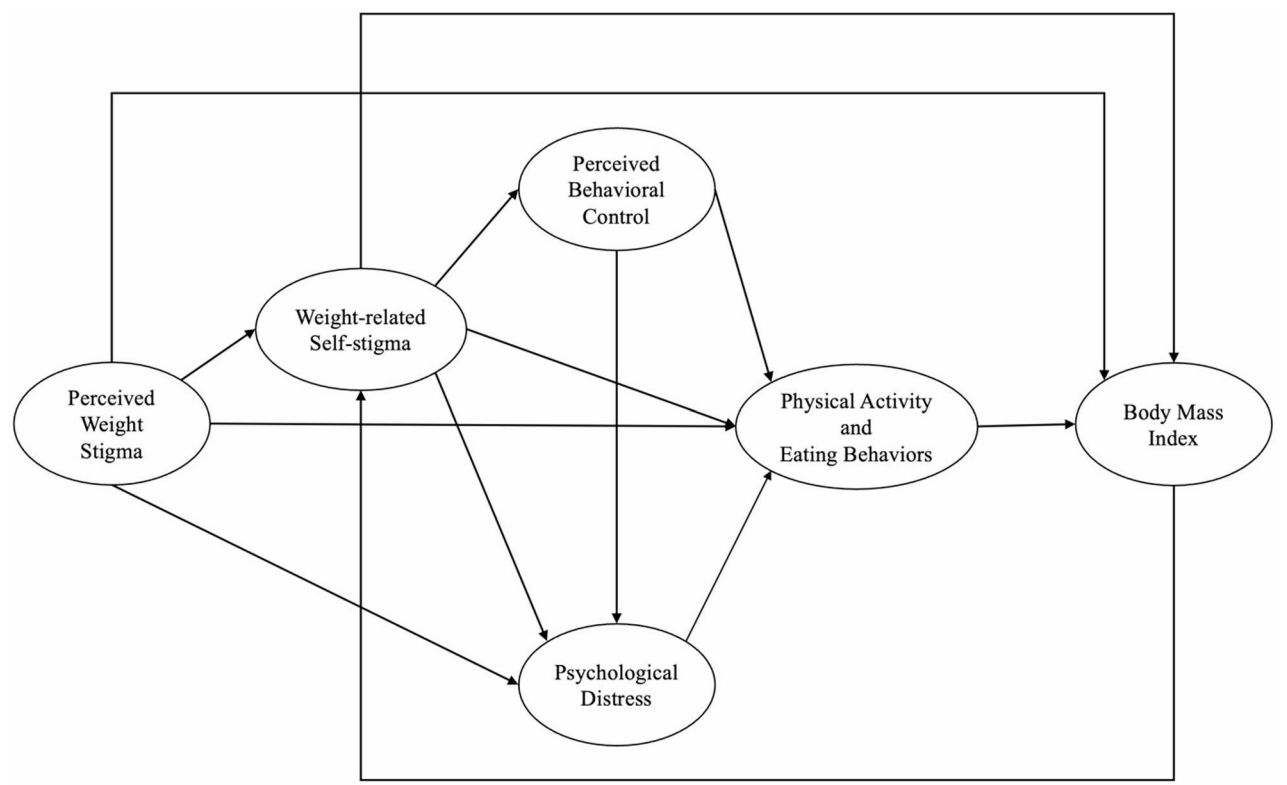 Perceived
Behavioral
Control
Weight-related
Self-stigma
Perceived
Weight
Stigma
Physical Activity
and
Eating Behaviors
Body Mass
Index
Psychological
Distress